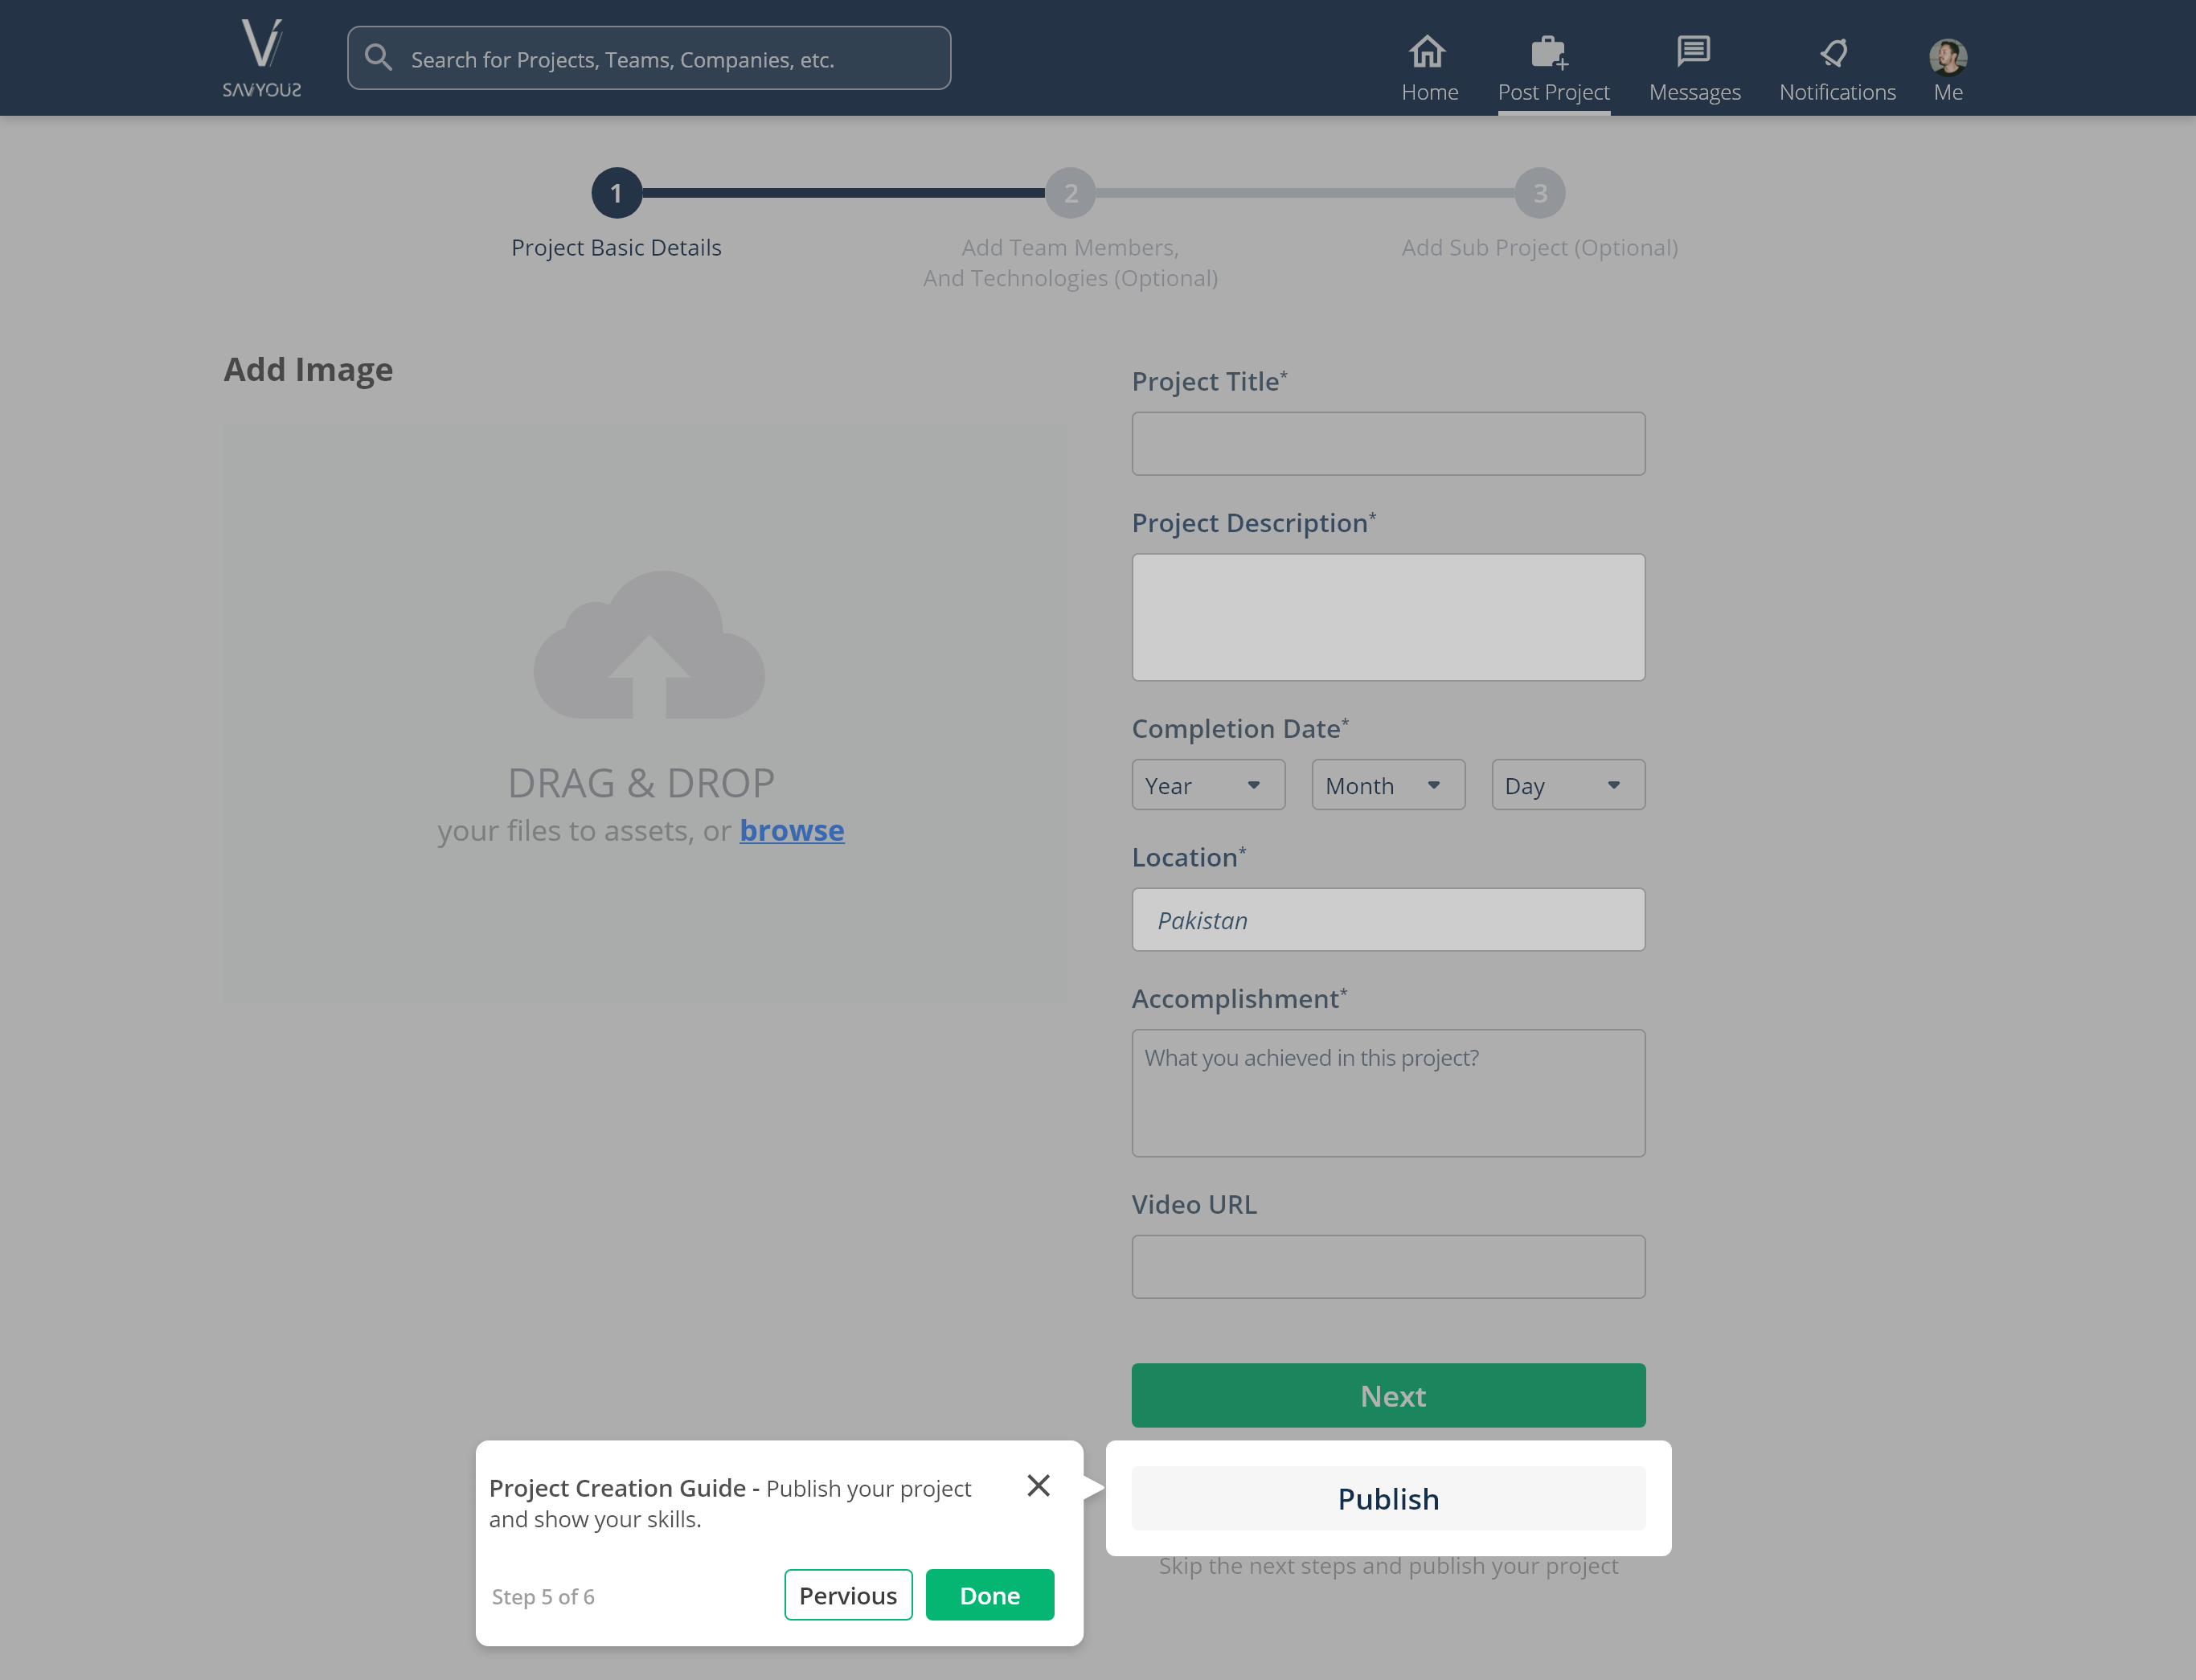 SAVYOUS
Search for Projects, Teams, Companies, etc.
Home
Post Project
Messages
Notifications
Me
1
2
3
Project Basic Details
Add Team Members,
And Technologies (Optional)
Add Sub Project (Optional)
Add Image
DRAG & DROP
your files to assets, or browse
Project Title*
Project Description*
Completion Date*
Year
Month
Day
Location*
Pakistan
Accomplishment*
What you achieved in this project?
Video URL
Next
Publish
Skip the next steps and publish your project
Project Creation Guide - Publish your project
and show your skills.
Step 5 of 6
Pervious
Done